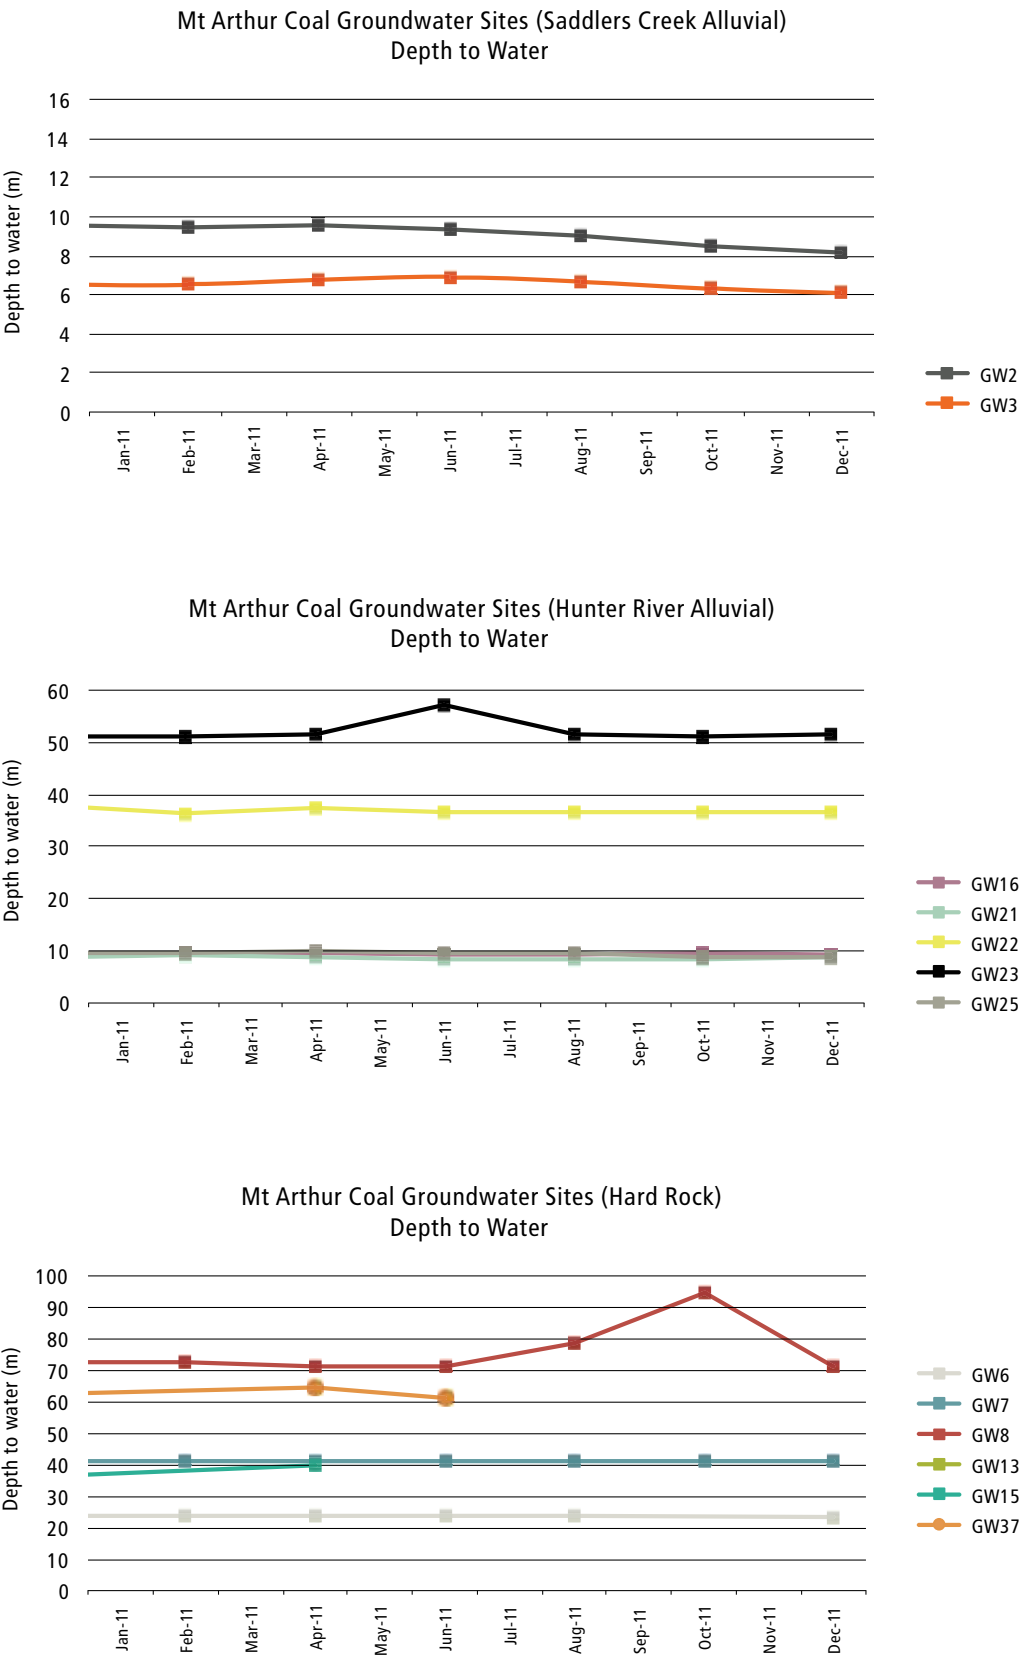 Mt Arthur Coal Groundwater Sites (Saddlers Creek Alluvial)
Depth to Water
Depth to water (m)
16
14
12
10
8
6
4
2
0
Jan-11
Feb-11
Mar-11
Apr-11
May-11
Jun-11
Jul-11
Aug-11
Sep-11
Oct-11
Nov-11
Dec-11
GW2
GW3
Mt Arthur Coal Groundwater Sites (Hunter River Alluvial)
Depth to Water
Depth to water (m)
60
50
40
30
20
10
0
Jan-11
Feb-11
Mar-11
Apr-11
May-11
Jun-11
Jul-11
Aug-11
Sep-11
Oct-11
Nov-11
Dec-11
GW16
GW21
GW22
GW23
GW25
Mt Arthur Coal Groundwater Sites (Hard Rock)
Depth to Water
Depth to water (m)
100
90
80
70
60
50
40
30
20
10
0
Jan-11
Feb-11
Mar-11
Apr-11
May-11
Jun-11
Jul-11
Aug-11
Sep-11
Oct-11
Nov-11
Dec-11
GW6
GW7
GW8
GW13
GW15
GW37